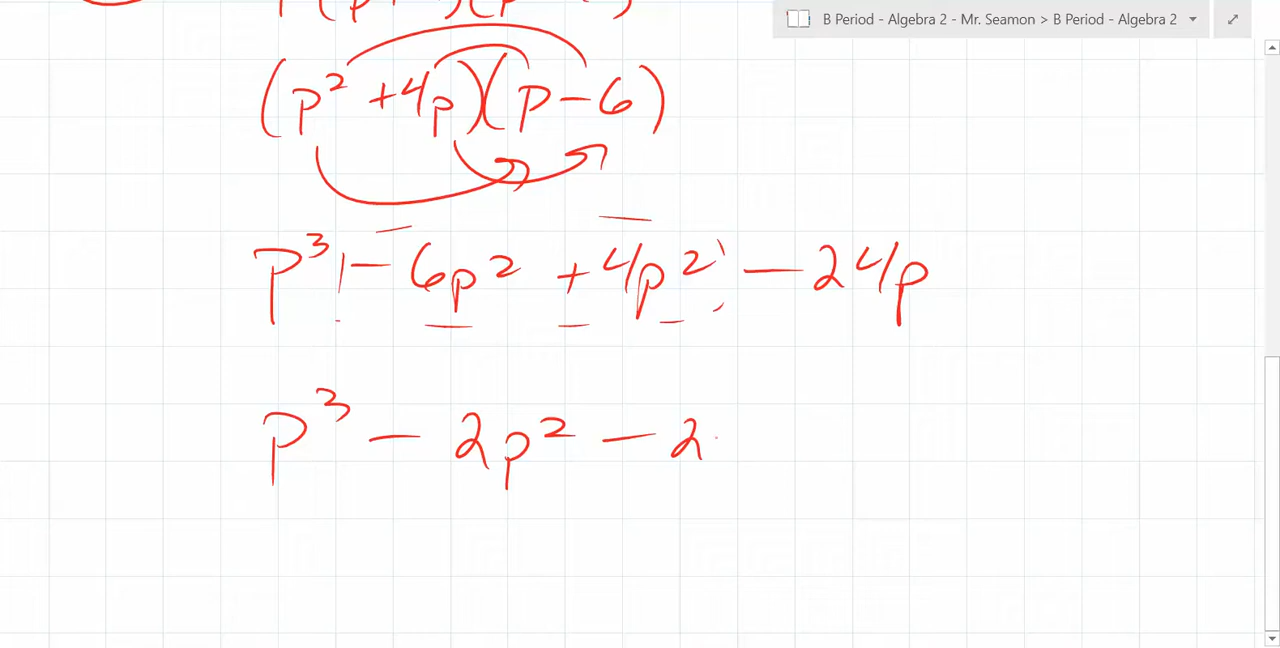 B Period - Algebra 2 - Mr. Seamon > B Period - Algebra 2
(p² +4p)(p - 6)
p³ - 6p² + 4p² - 24p
p³ - 2p² - 2